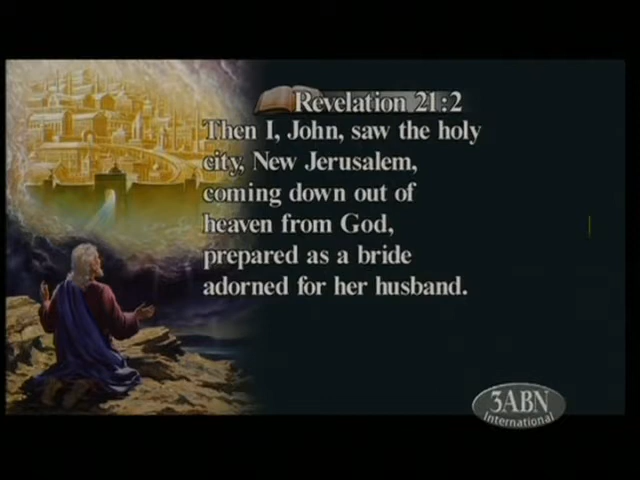 Revelation 21:2
Then I, John, saw the holy
city, New Jerusalem,
coming down out of
heaven from God,
prepared as a bride
adorned for her husband.
3ABN
International